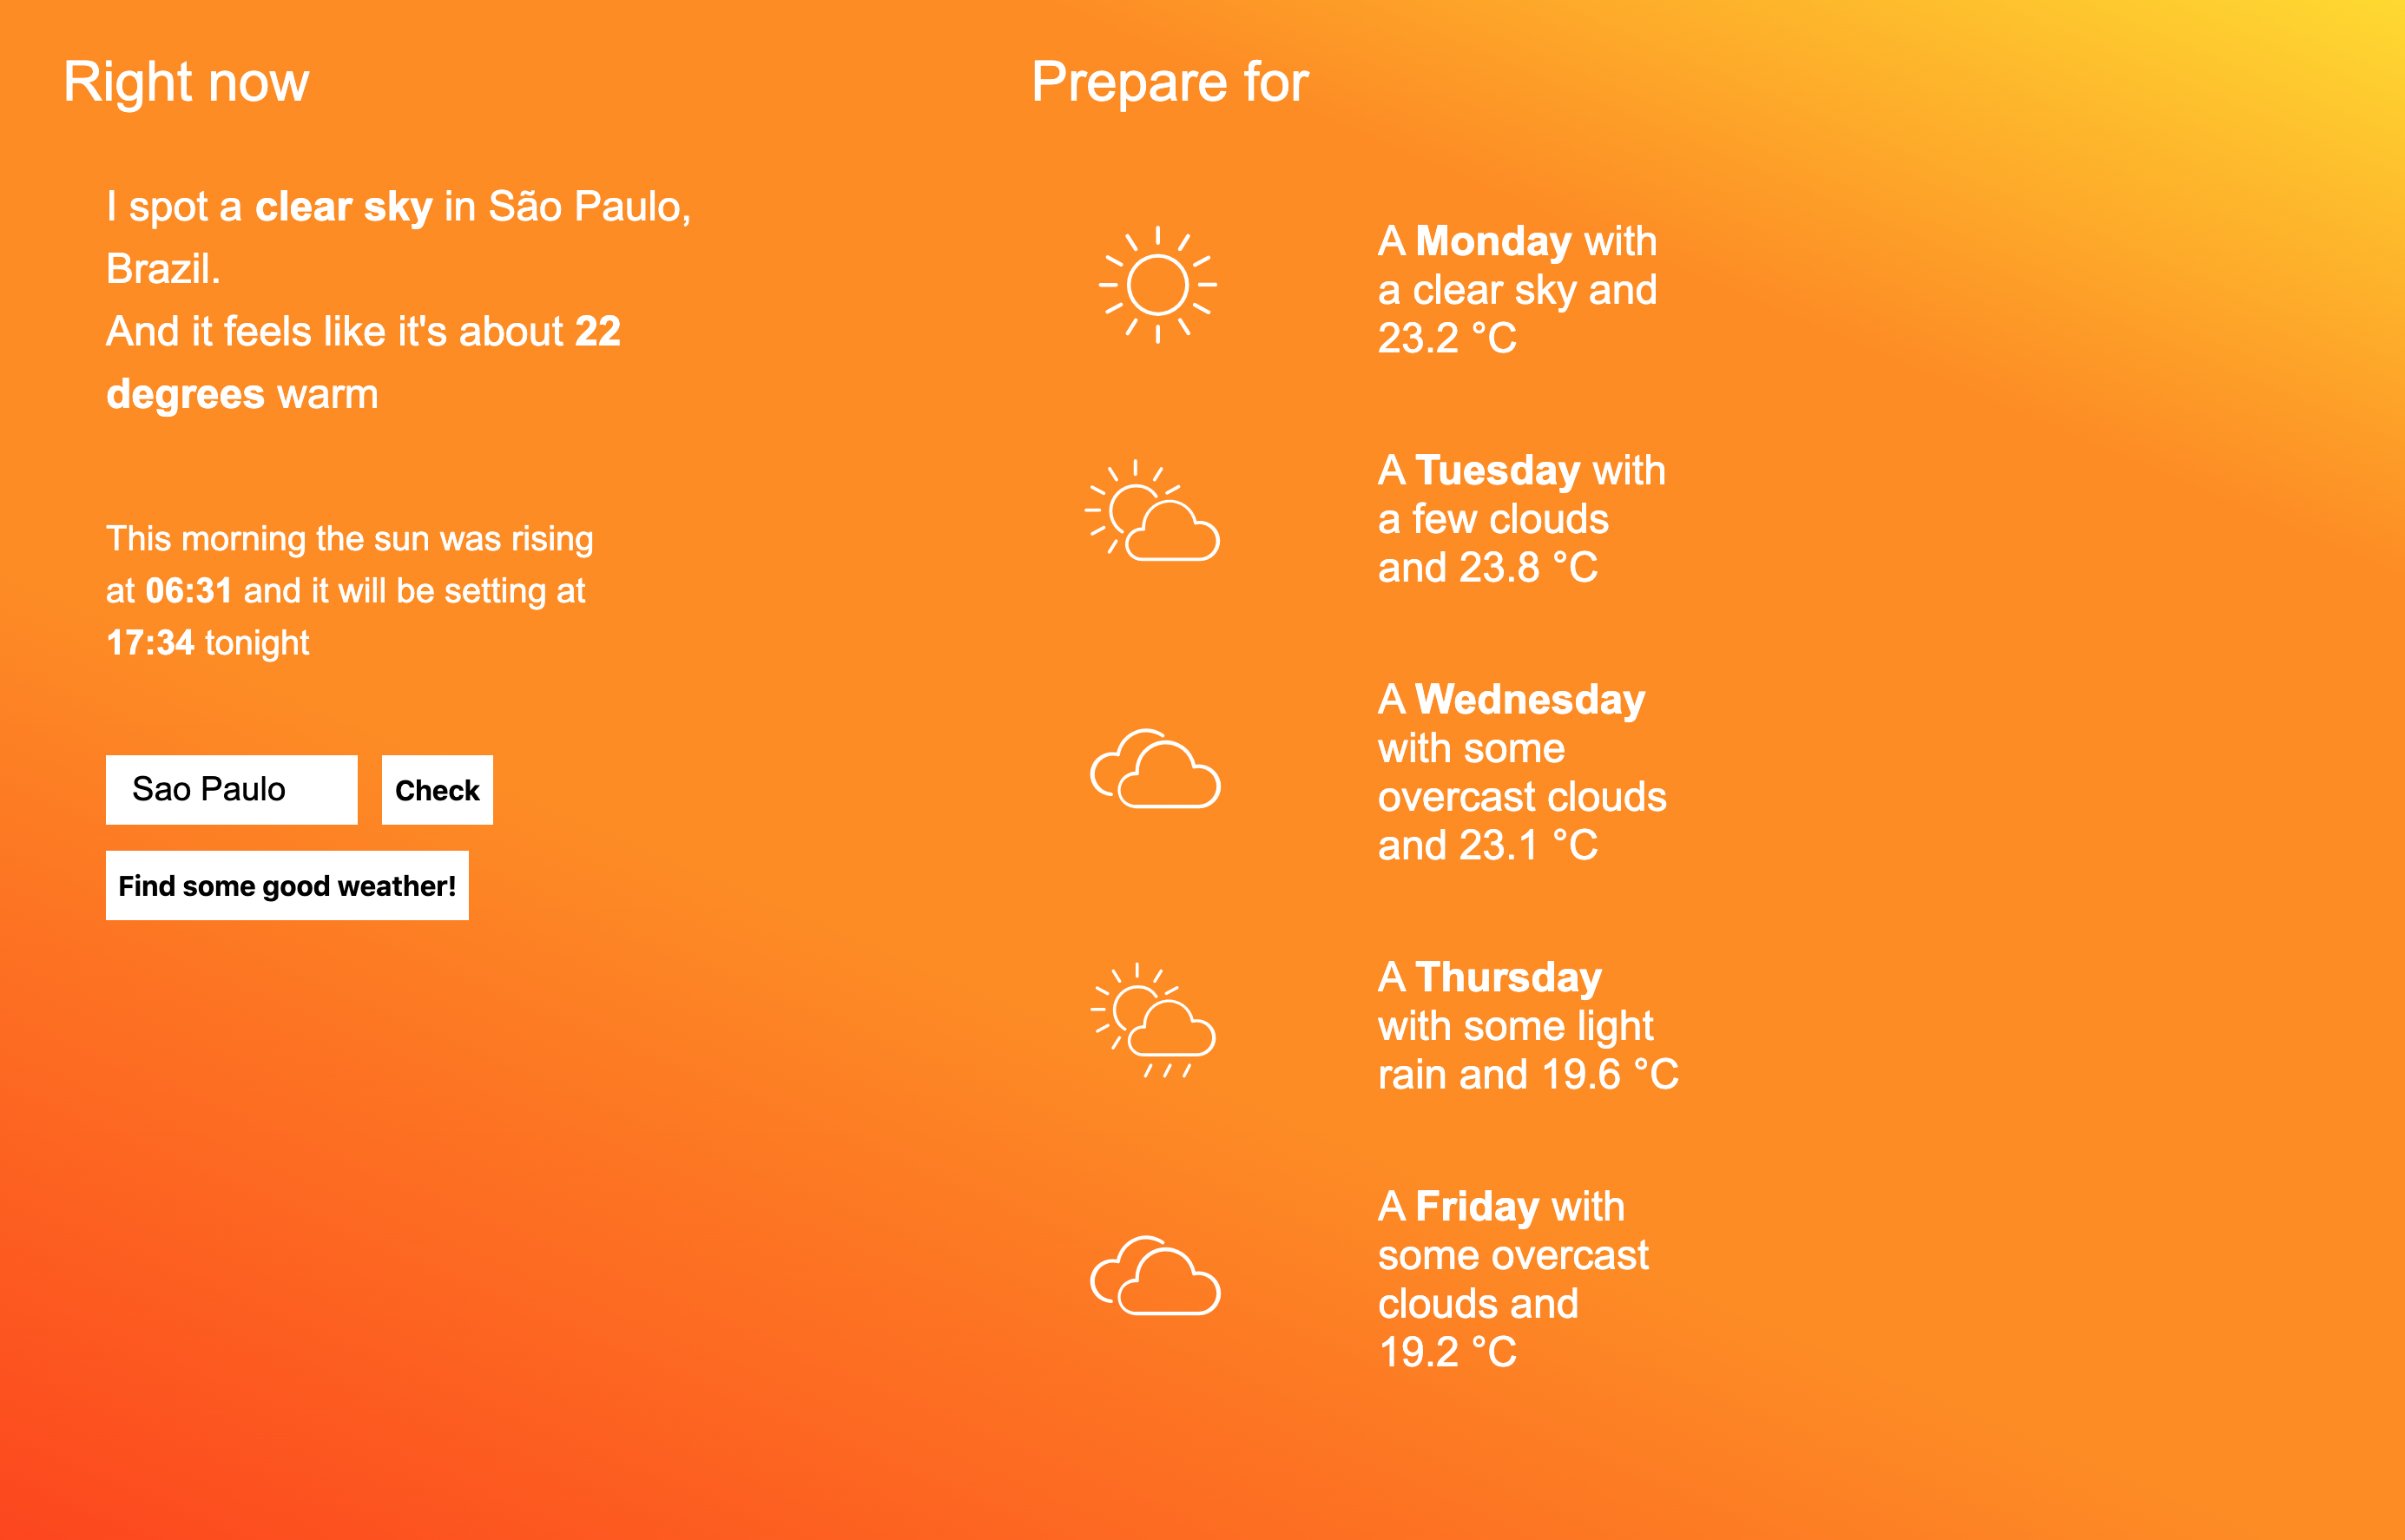 Right now
I spot a clear sky in São Paulo,
Brazil.
And it feels like it's about 22
degrees warm
This morning the sun was rising
at 06:31 and it will be setting at
17:34 tonight
Sao Paulo
Check
Find some good weather!
Prepare for
A Monday with
a clear sky and
23.2 °C
A Tuesday with
a few clouds
and 23.8 °C
A Wednesday
with some
overcast clouds
and 23.1 °C
A Thursday
with some light
rain and 19.6 °C
A Friday with
some overcast
clouds and
19.2 °C